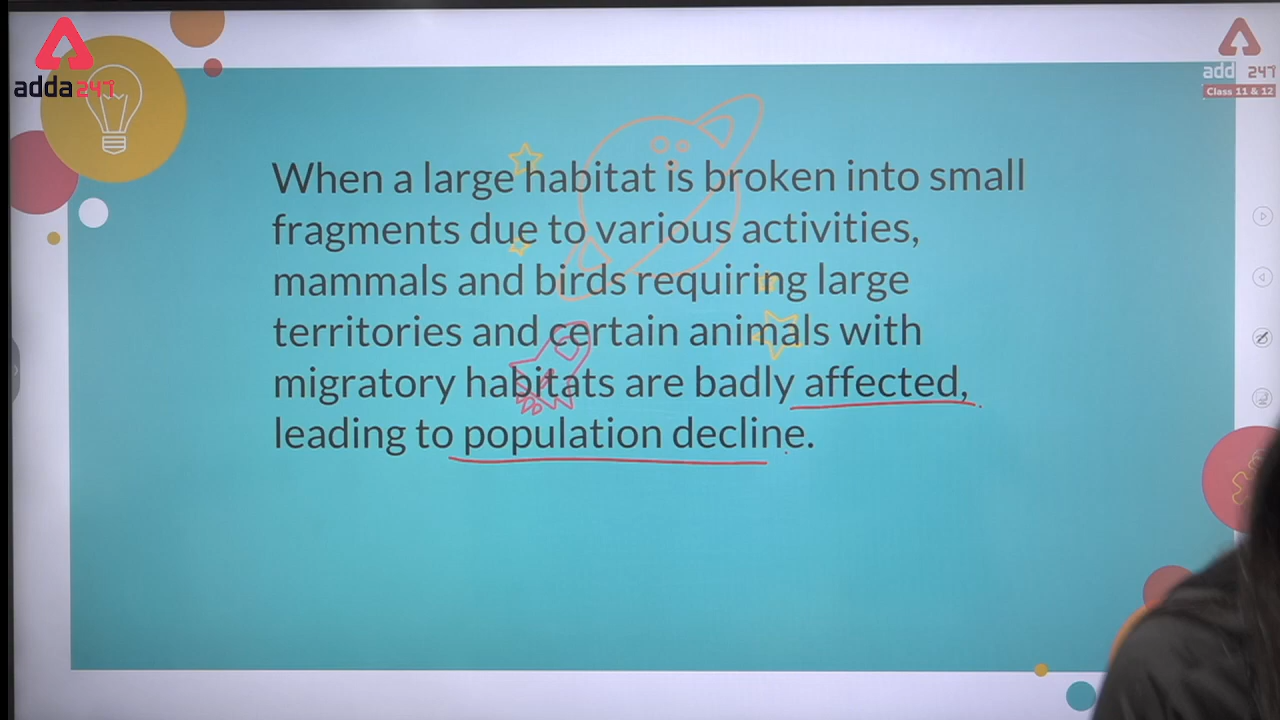 adda247
add 247
Class 11 & 12
When a large habitat is broken into small
fragments due to various activities,
mammals and birds requiring large
territories and certain animals with
migratory habitats are badly affected,
leading to population decline.